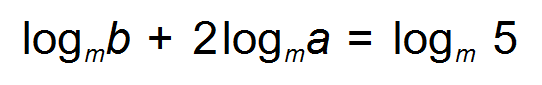 logₘb + 2logₘa = logₘ 5